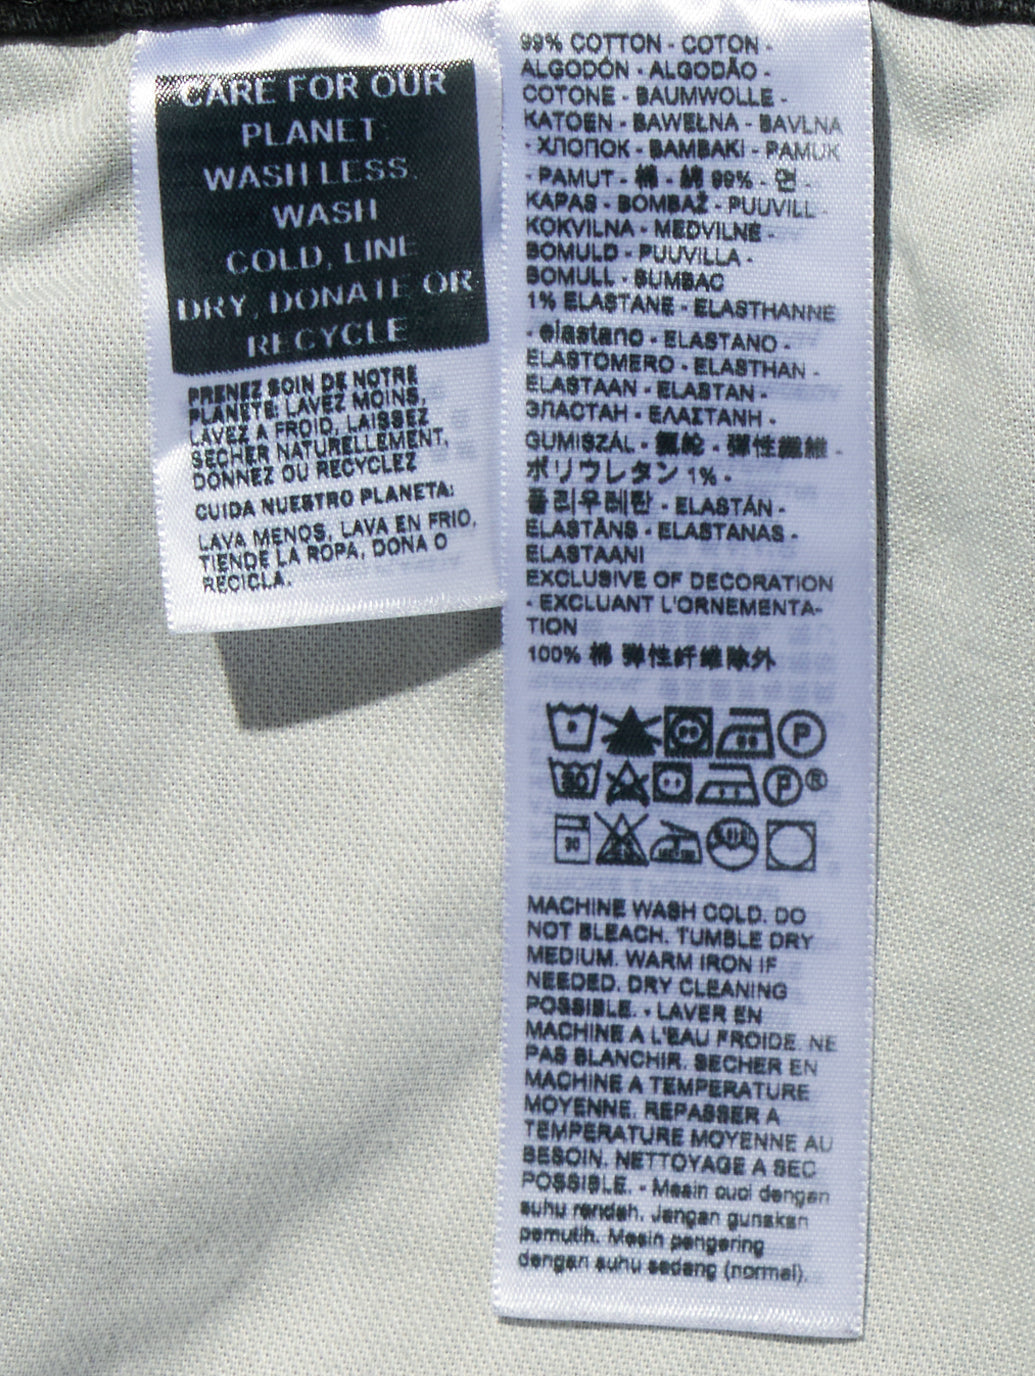 CARE FOR OUR
PLANET:
WASH LESS,
WASH
COLD, LINE
DRY, DONATE OR
RECYCLE
PRENEZ SOIN DE NOTRE
PLANETE: LAVEZ MOINS,
LAVEZ A FROID, LAISSEZ
SECHER NATURELLEMENT,
DONNEZ OU RECYCLEZ
CUIDA NUESTRO PLANETA:
LAVA MENOS, LAVA EN FRIO,
TIENDE LA ROPA, DONA O
RECICLA.
99% COTTON - COTON -
ALGODÓN - ALGODÃO -
COTONE - BAUMWOLLE -
KATOEN - BAWEŁNA - BAVLNA
- ХЛОПОК - BAMBAKI - PAMUK
- PAMUT - 棉 - 綿 99% - 면 -
KAPAS - BOMBAŽ - PUUVILL -
KOKVILNA - MEDVILNĖ -
BOMULD - PUUVILLA -
BOMULL - BUMBAC
1% ELASTANE - ELASTHANNE
- elastano - ELASTANO -
ELASTÓMERO - ELASTHAN -
ELASTAAN - ELASTAN -
ЭЛАСТАН - ΕΛΑΣΤΑΝΗ -
GUMISZÁL - 氨綸 - 彈性纖維 -
ポリウレタン 1% -
폴리우레탄 - ELASTÁN -
ELASTĀNS - ELASTANAS -
ELASTAANI
EXCLUSIVE OF DECORATION
- EXCLUANT L'ORNEMENTA-
TION
100% 棉 弹性纤维除外
P
30 P®
30
MACHINE WASH COLD. DO
NOT BLEACH. TUMBLE DRY
MEDIUM. WARM IRON IF
NEEDED. DRY CLEANING
POSSIBLE. - LAVER EN
MACHINE A L'EAU FROIDE. NE
PAS BLANCHIR. SECHER EN
MACHINE A TEMPERATURE
MOYENNE. REPASSER A
TEMPERATURE MOYENNE AU
BESOIN. NETTOYAGE A SEC
POSSIBLE. - Mesin cuci dengan
suhu rendah. Jangan gunakan
pemutih. Mesin pengering
dengan suhu sedang (normal).